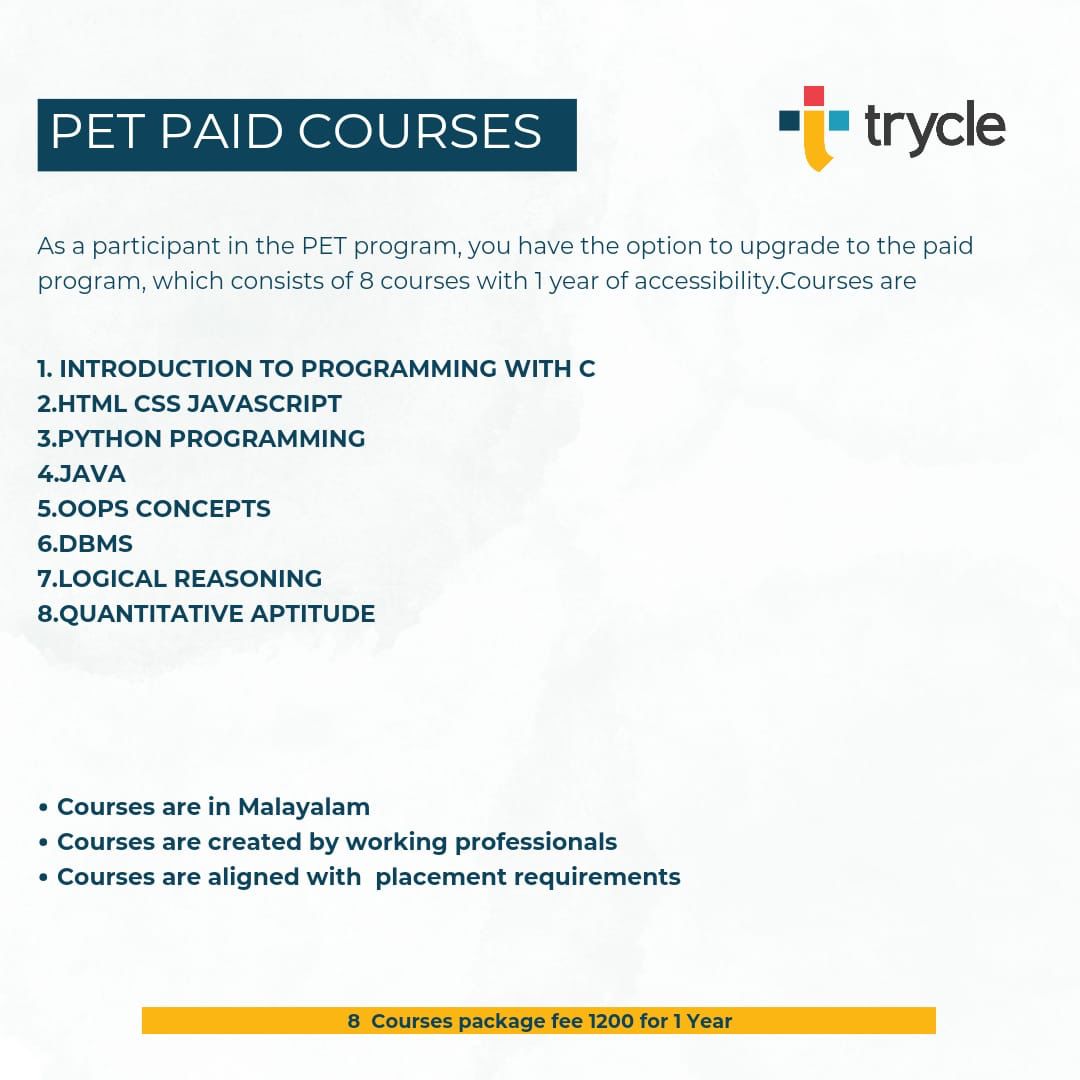 PET PAID COURSES
trycle
As a participant in the PET program, you have the option to upgrade to the paid
program, which consists of 8 courses with 1 year of accessibility.Courses are
1. INTRODUCTION TO PROGRAMMING WITH C
2.HTML CSS JAVASCRIPT
3.PYTHON PROGRAMMING
4.JAVA
5.OOPS CONCEPTS
6.DBMS
7.LOGICAL REASONING
8.QUANTITATIVE APTITUDE
• Courses are in Malayalam
• Courses are created by working professionals
• Courses are aligned with  placement requirements
8  Courses package fee 1200 for 1 Year